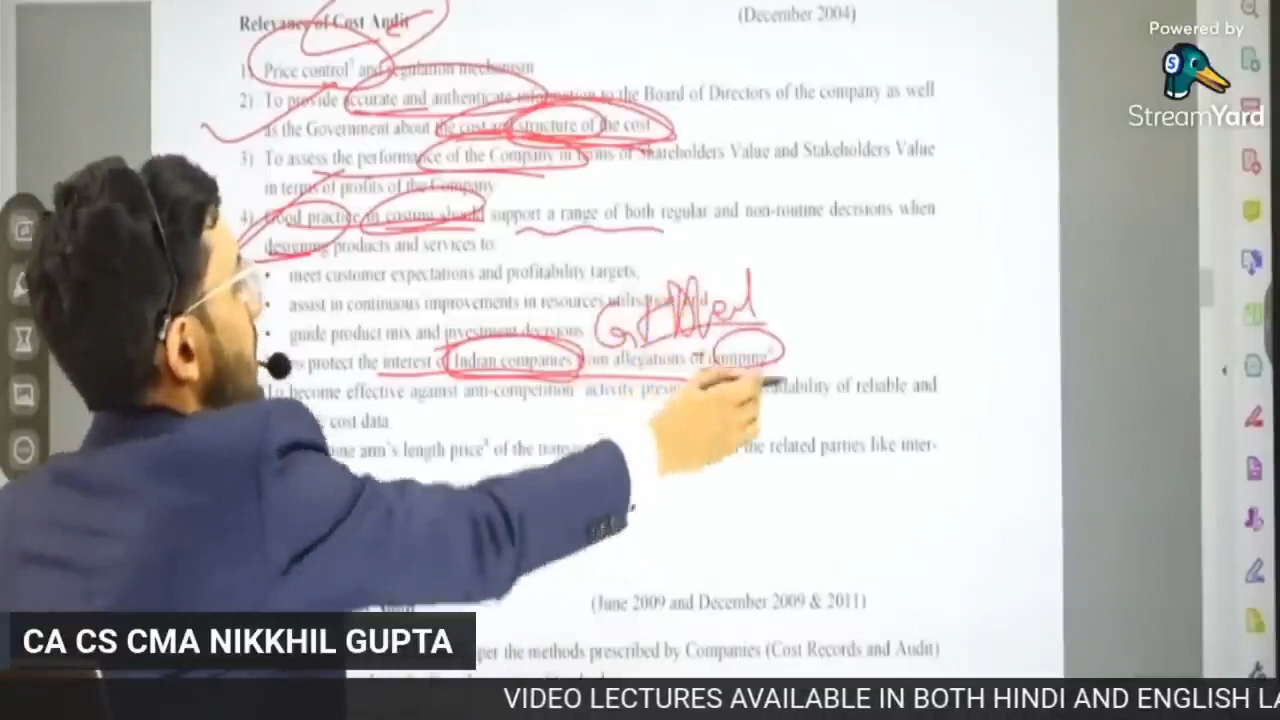 Relevance of Cost Audit (December 2004)
Powered by
StreamYard
1) Price control¹ and regulation mechanism
2) To provide accurate and authenticate information to the Board of Directors of the company as well
as the Government about the cost and structure of the cost
3) To assess the performance of the Company in terms of Shareholders Value and Stakeholders Value
in terms of profits of the Company
4) Good practice in costing should support a range of both regular and non-routine decisions when
designing products and services to:
• meet customer expectations and profitability targets;
• assist in continuous improvements in resources
• guide product mix and investment decisions
protect the interest of Indian companies from allegations of dumping
To become effective against anti-competition activity
ability of reliable and
cost data
arm's length price of the
the related parties like inter-
(June 2009 and December 2009 & 2011)
per the methods prescribed by Companies (Cost Records and Audit)
CA CS CMA NIKKHIL GUPTA
VIDEO LECTURES AVAILABLE IN BOTH HINDI AND ENGLISH LA